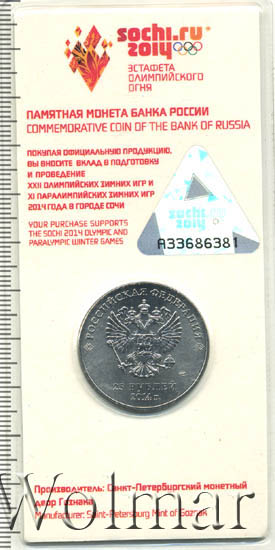 sochi.ru
2014
ЭСТАФЕТА
ОЛИМПИЙСКОГО
ОГНЯ
ПАМЯТНАЯ МОНЕТА БАНКА РОССИИ
COMMEMORATIVE COIN OF THE BANK OF RUSSIA
ПОКУПАЯ ОФИЦИАЛЬНУЮ ПРОДУКЦИЮ,
ВЫ ВНОСИТЕ ВКЛАД В ПОДГОТОВКУ
И ПРОВЕДЕНИЕ
XXII ОЛИМПИЙСКИХ ЗИМНИХ ИГР И
XI ПАРАЛИМПИЙСКИХ ЗИМНИХ ИГР
2014 ГОДА В ГОРОДЕ СОЧИ
YOUR PURCHASE SUPPORTS
THE SOCHI 2014 OLYMPIC AND
PARALYMPIC WINTER GAMES
sochi.ru
2014
A33686381
РОССИЙСКАЯ ФЕДЕРАЦИЯ
25 РУБЛЕЙ
2014 г.
Производитель: Санкт-Петербургский монетный
двор Гознака
Manufacturer: Saint-Petersburg Mint of Goznak
Wolmar